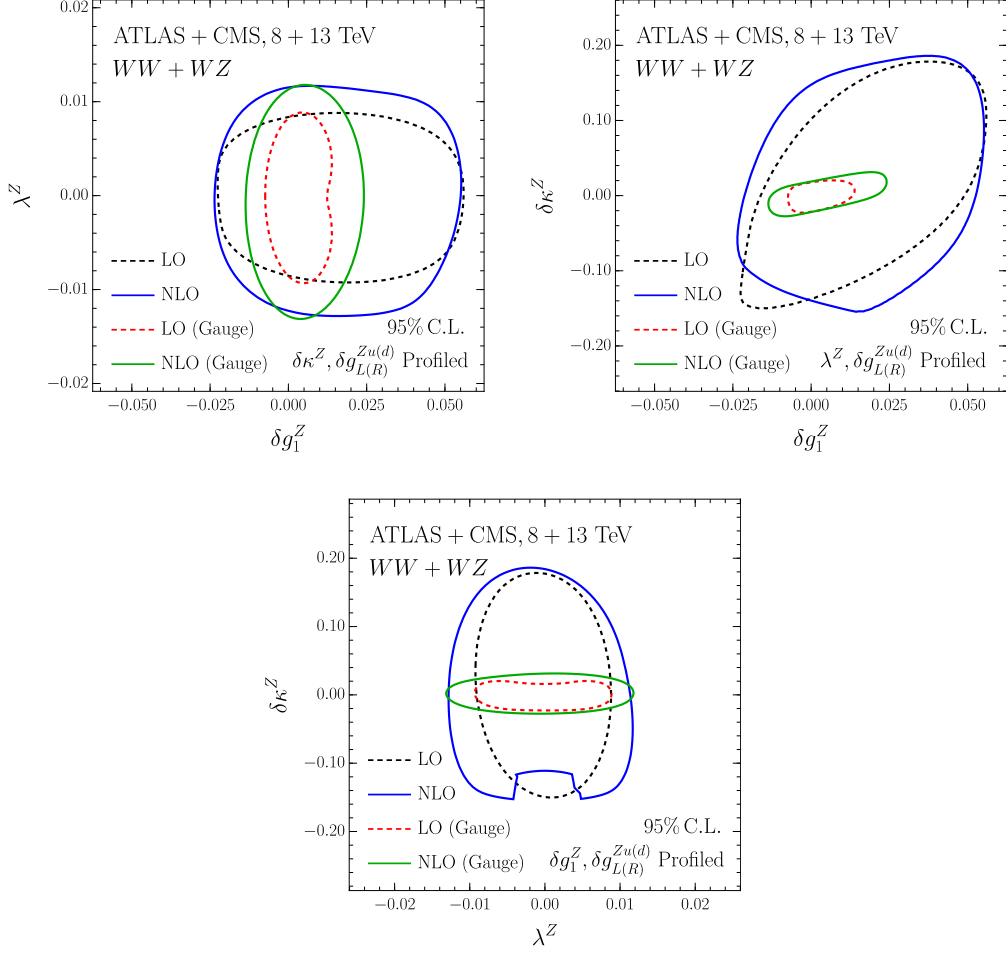 ATLAS + CMS, 8 + 13 TeV
WW + WZ
0.02
0.01
0.00
−0.01
−0.02
λ^Z
LO
NLO
LO (Gauge)
NLO (Gauge)
95% C.L.
δκ^Z, δg_{L(R)}^{Zu(d)} Profiled
−0.050 −0.025 0.000 0.025 0.050
δg_1^Z
ATLAS + CMS, 8 + 13 TeV
WW + WZ
0.20
0.10
0.00
−0.10
−0.20
δκ^Z
LO
NLO
LO (Gauge)
NLO (Gauge)
95% C.L.
λ^Z, δg_{L(R)}^{Zu(d)} Profiled
−0.050 −0.025 0.000 0.025 0.050
δg_1^Z
ATLAS + CMS, 8 + 13 TeV
WW + WZ
0.20
0.10
0.00
−0.10
−0.20
δκ^Z
LO
NLO
LO (Gauge)
NLO (Gauge)
95% C.L.
δg_1^Z, δg_{L(R)}^{Zu(d)} Profiled
−0.02 −0.01 0.00 0.01 0.02
λ^Z